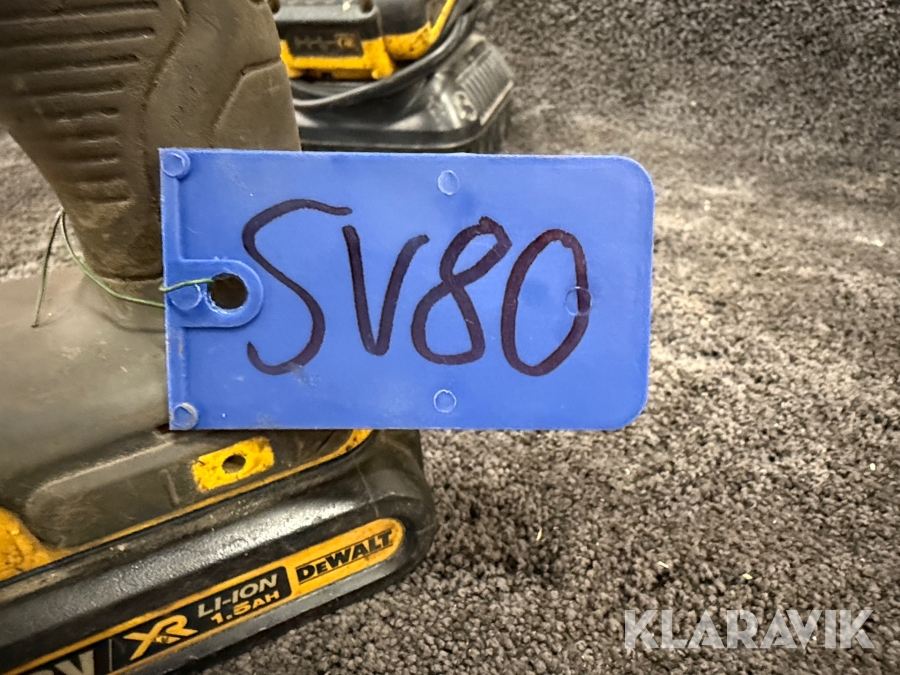 SV80
DEWALT
LI-ION
1.5AH
XR
KLARAVIK